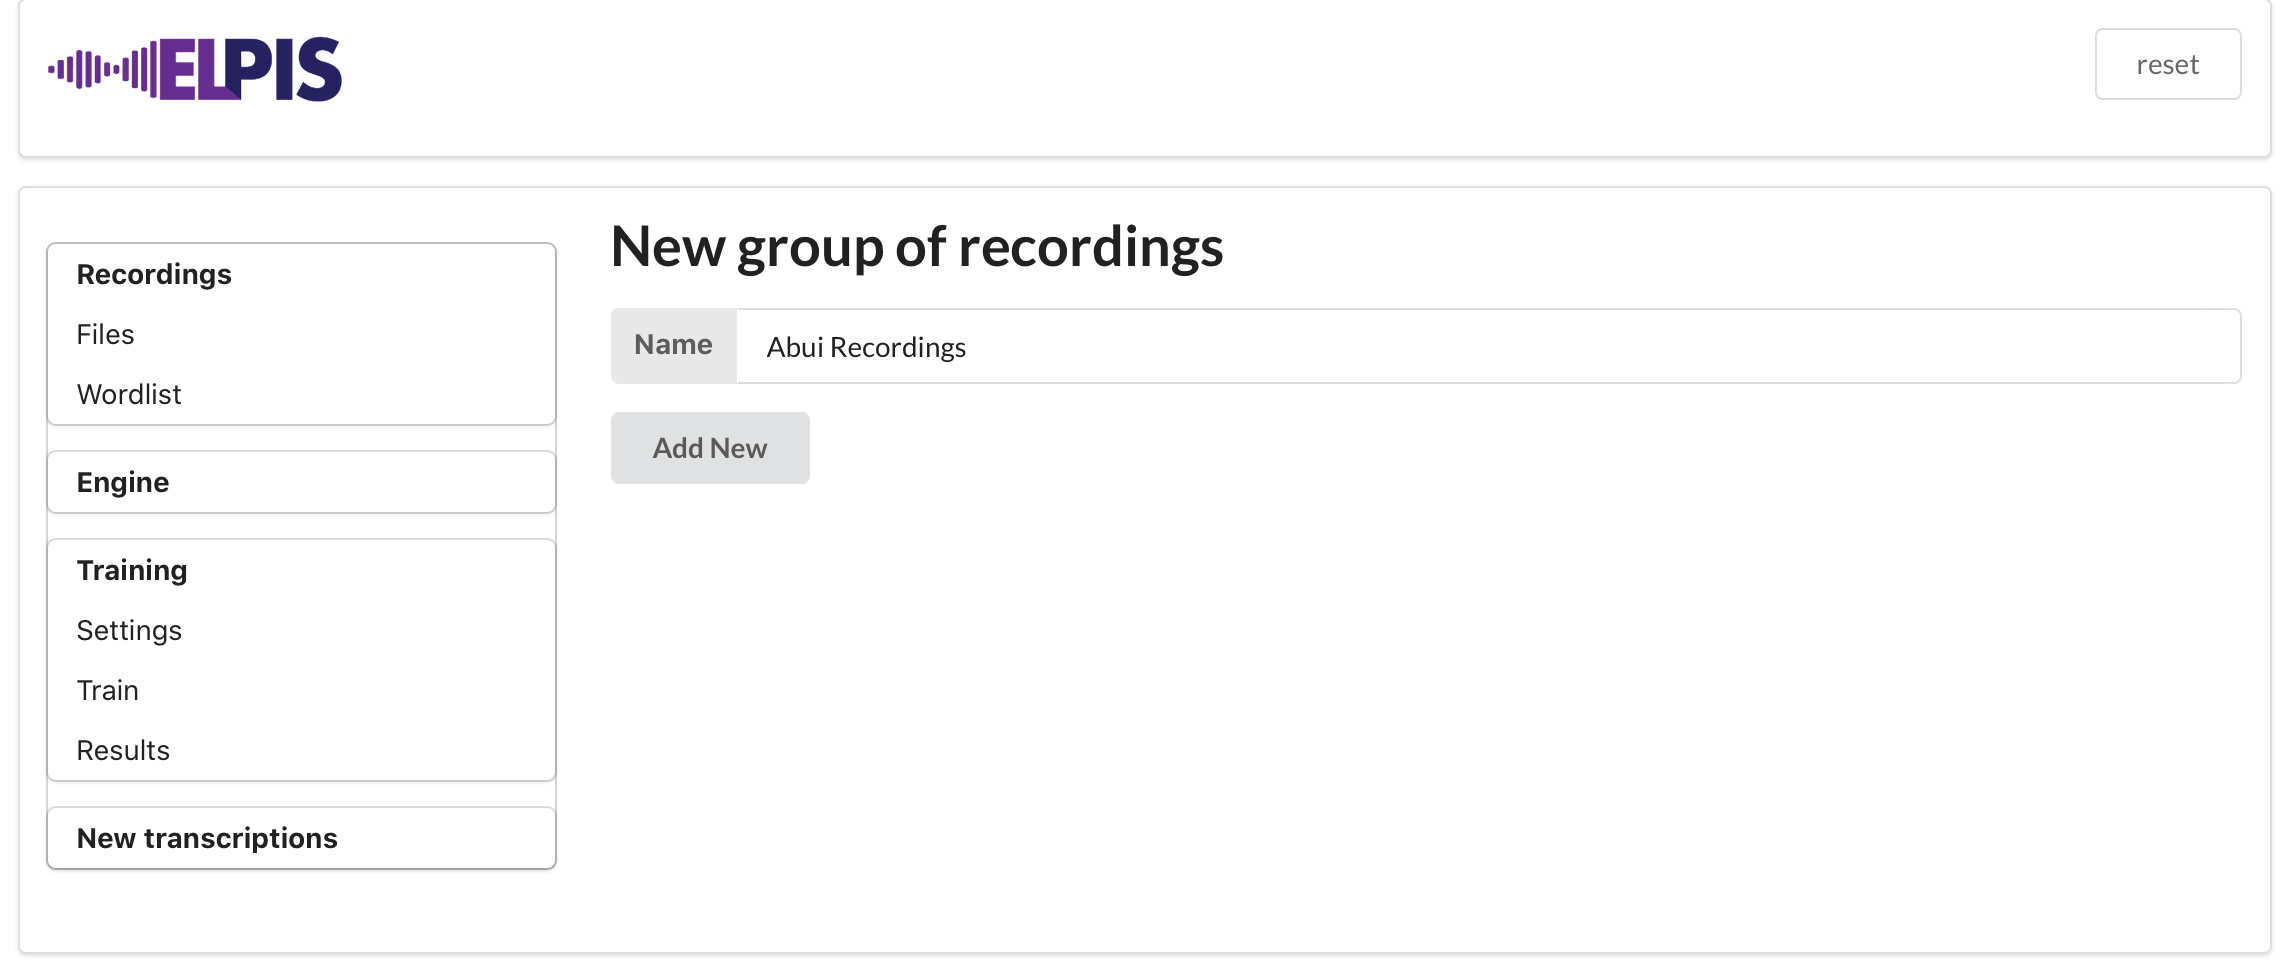 ELPIS
reset
Recordings
Files
Wordlist
Engine
Training
Settings
Train
Results
New transcriptions
New group of recordings
Name
Abui Recordings
Add New